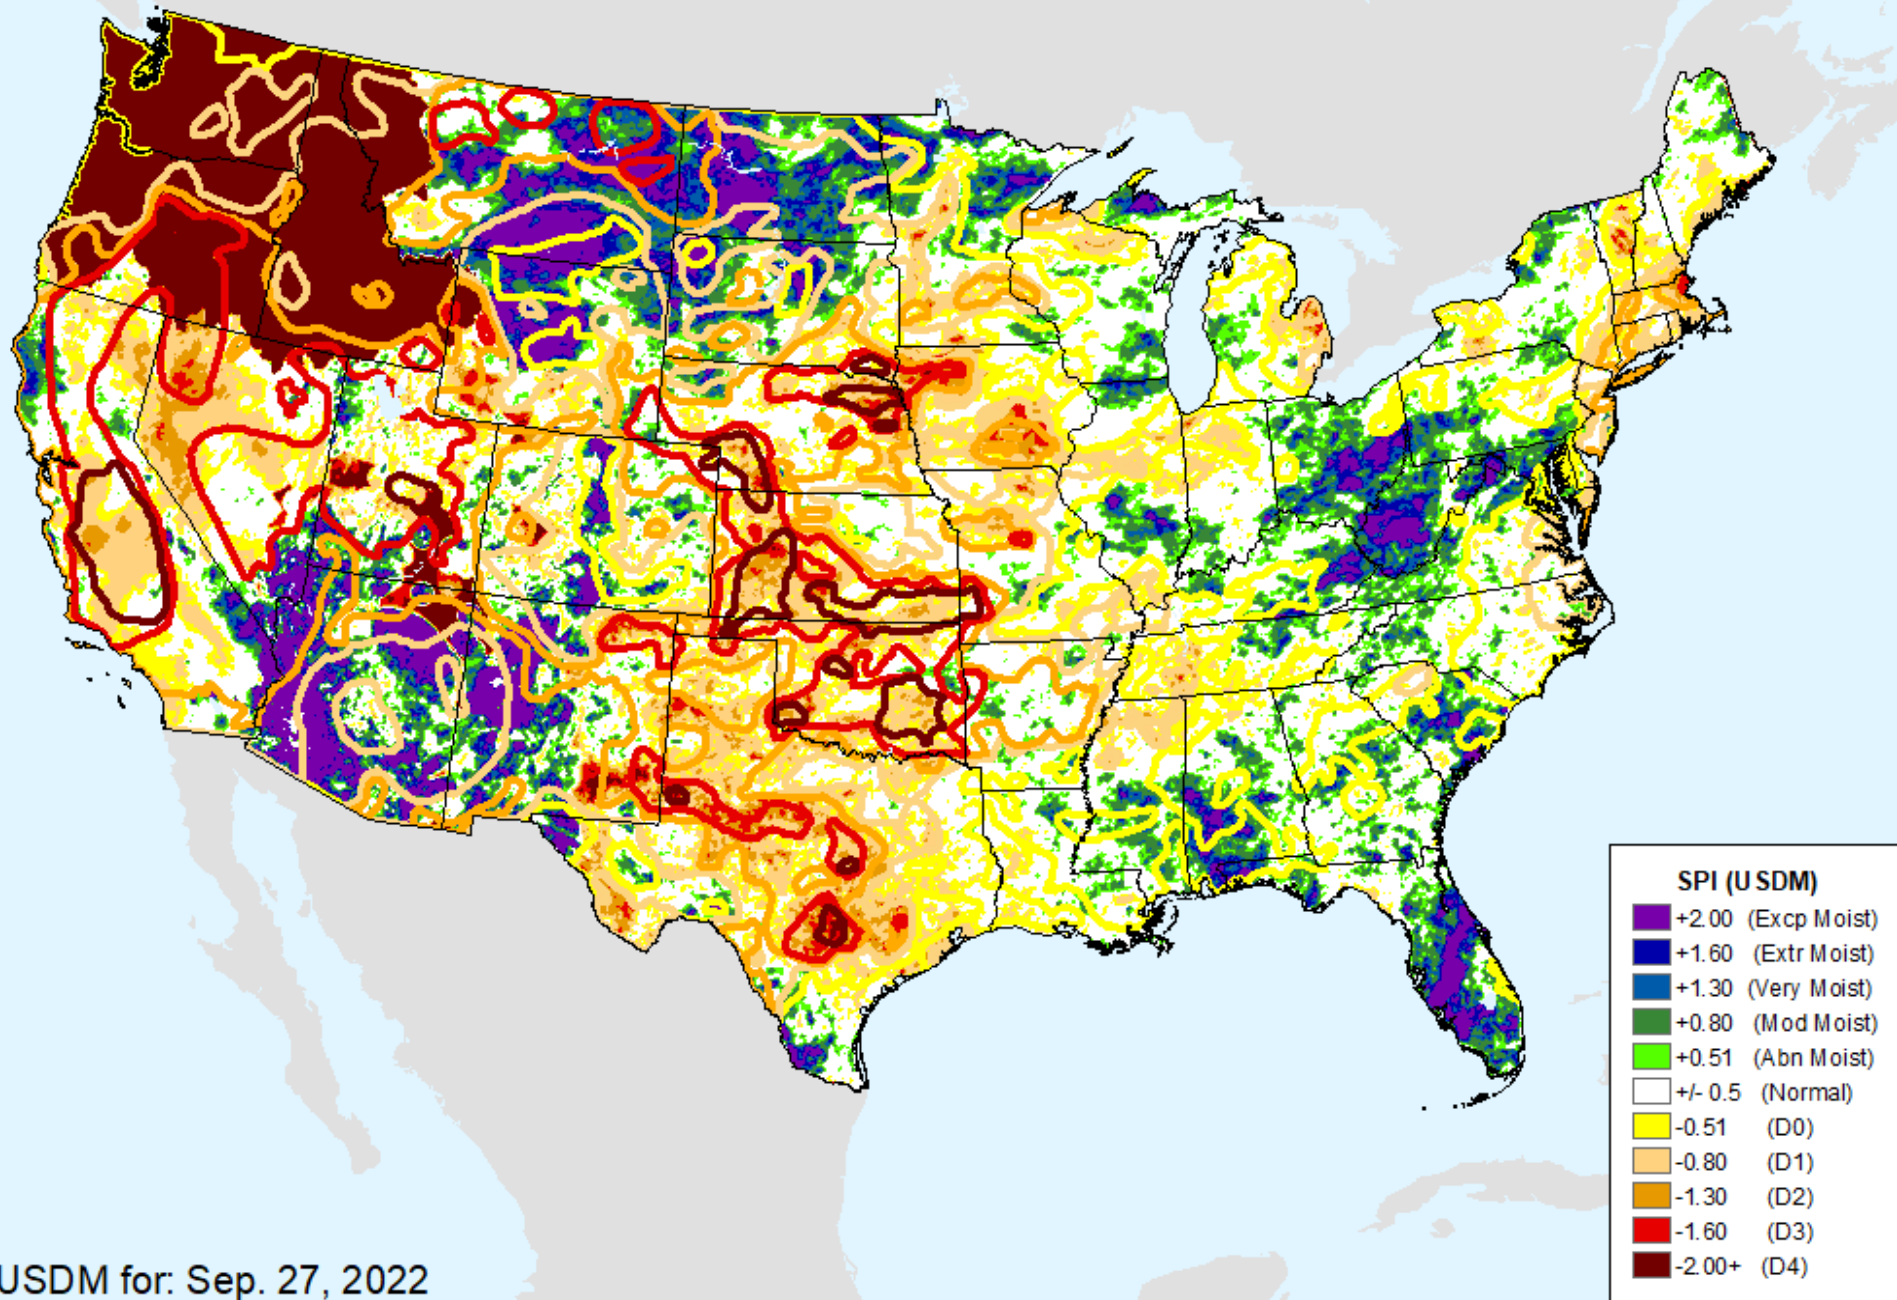 SPI (USDM)
+2.00 (Excp Moist)
+1.60 (Extr Moist)
+1.30 (Very Moist)
+0.80 (Mod Moist)
+0.51 (Abn Moist)
+/- 0.5 (Normal)
-0.51 (D0)
-0.80 (D1)
-1.30 (D2)
-1.60 (D3)
-2.00+ (D4)
USDM for: Sep. 27, 2022